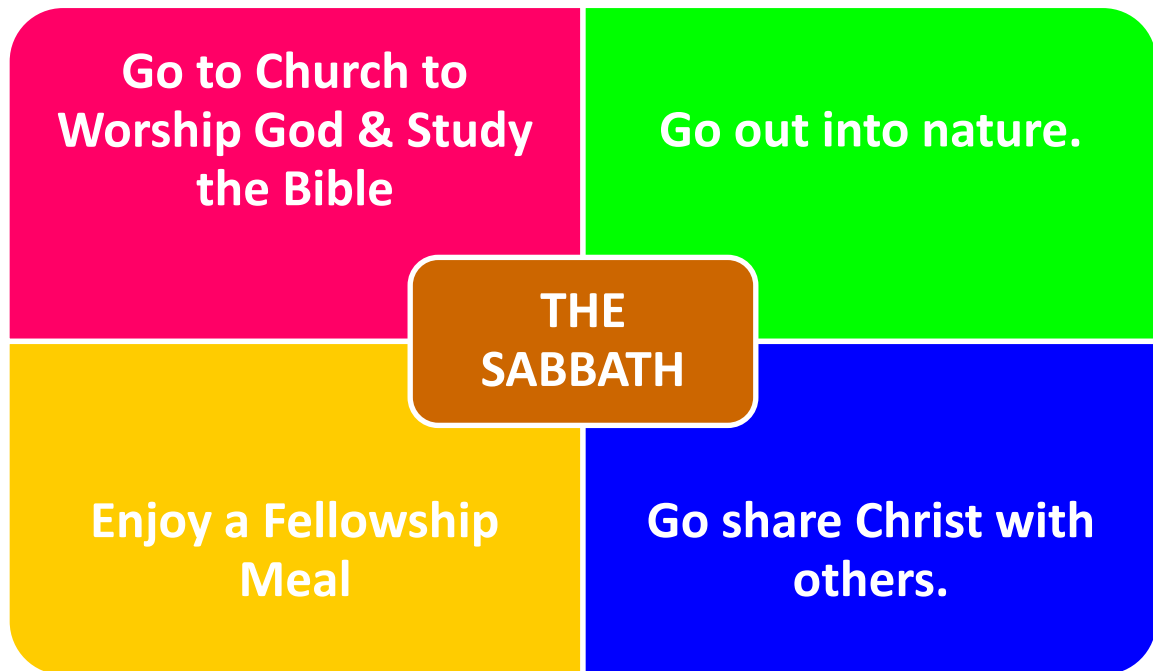 Go to Church to
Worship God & Study
the Bible
Go out into nature.
THE
SABBATH
Enjoy a Fellowship
Meal
Go share Christ with
others.